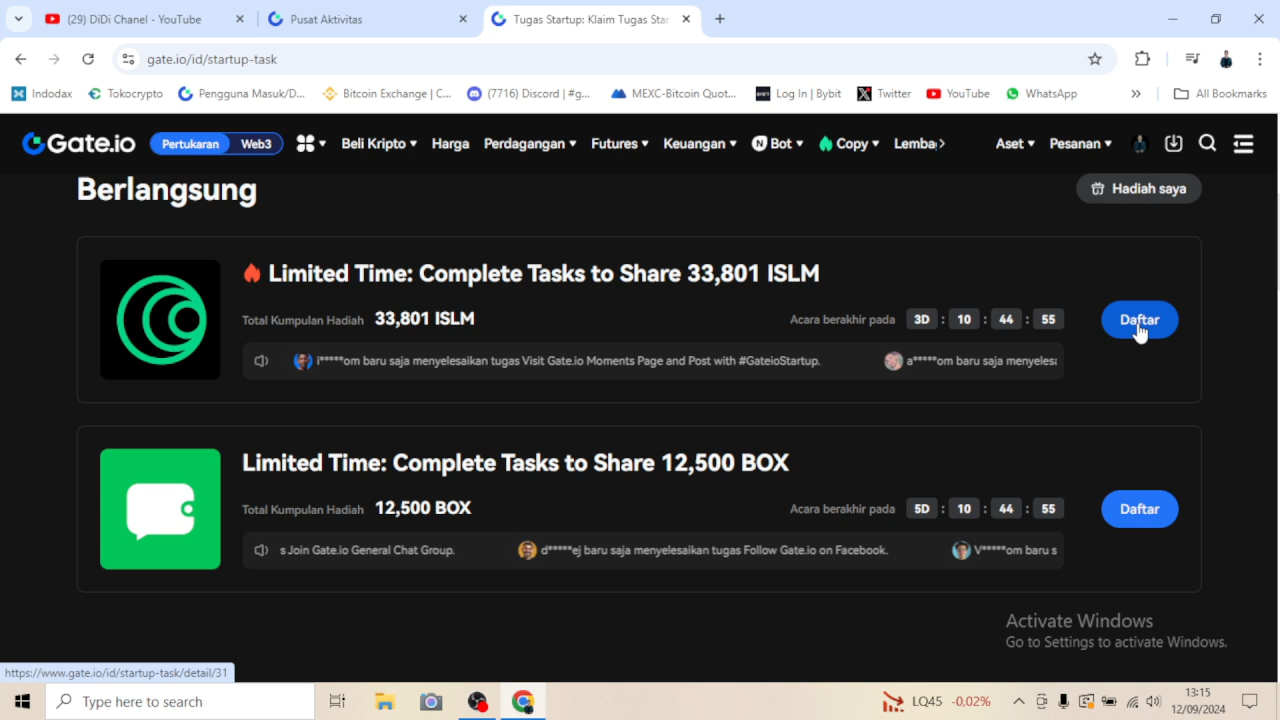 (29) DiDi Chanel - YouTube
Pusat Aktivitas
Tugas Startup: Klaim Tugas Star
gate.io/id/startup-task
Indodax
Tokocrypto
Pengguna Masuk/D...
Bitcoin Exchange | C...
(7716) Discord | #g...
MEXC-Bitcoin Quot...
Log In | Bybit
Twitter
YouTube
WhatsApp
»
All Bookmarks
Gate.io
Pertukaran
Web3
Beli Kripto
Harga
Perdagangan
Futures
Keuangan
Bot
Copy
Lemba
Aset
Pesanan
Berlangsung
Hadiah saya
Limited Time: Complete Tasks to Share 33,801 ISLM
Total Kumpulan Hadiah 33,801 ISLM
Acara berakhir pada 3D : 10 : 44 : 55
Daftar
i*****om baru saja menyelesaikan tugas Visit Gate.io Moments Page and Post with #GateioStartup.
a*****om baru saja menyelesa
Limited Time: Complete Tasks to Share 12,500 BOX
Total Kumpulan Hadiah 12,500 BOX
Acara berakhir pada 5D : 10 : 44 : 55
Daftar
s Join Gate.io General Chat Group.
d*****ej baru saja menyelesaikan tugas Follow Gate.io on Facebook.
V*****om baru s
Activate Windows
Go to Settings to activate Windows.
https://www.gate.io/id/startup-task/detail/31
Type here to search
LQ45 -0,02%
13:15
12/09/2024